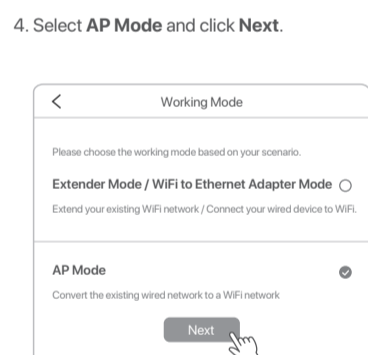 4. Select AP Mode and click Next.
Working Mode
Please choose the working mode based on your scenario.
Extender Mode / WiFi to Ethernet Adapter Mode
Extend your existing WiFi network / Connect your wired device to WiFi.
AP Mode
Convert the existing wired network to a WiFi network
Next